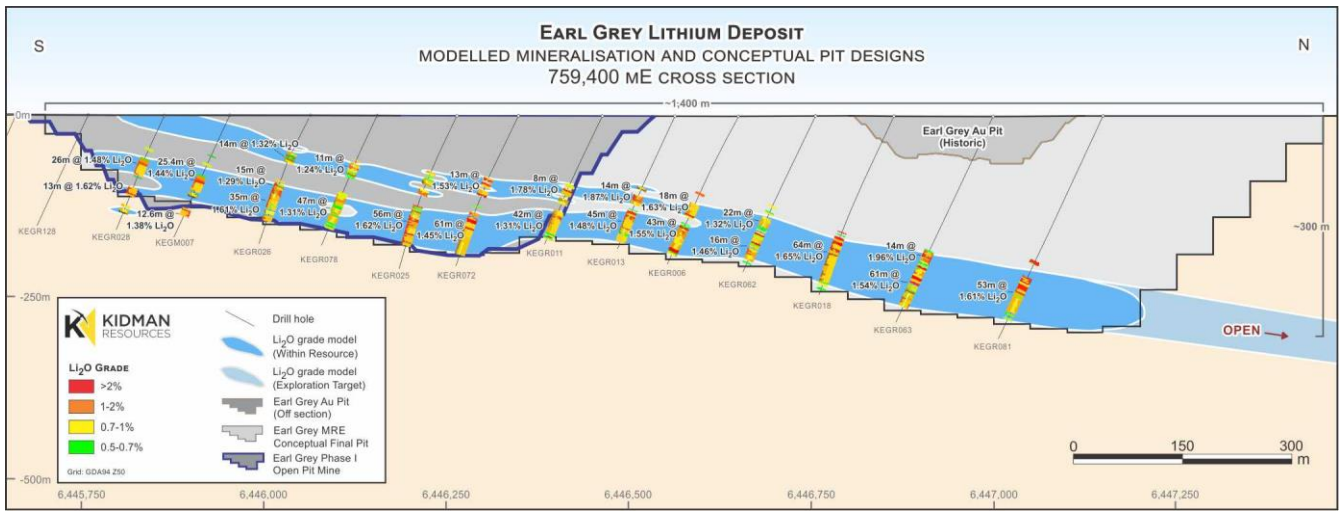 EARL GREY LITHIUM DEPOSIT
MODELLED MINERALISATION AND CONCEPTUAL PIT DESIGNS
759,400 mE CROSS SECTION
S
N
~1,400 m
0m
-250m
-500m
~300 m
Earl Grey Au Pit
(Historic)
14m @ 1.32% Li2O
26m @ 1.48% Li2O
25.4m @
1.44% Li2O
13m @ 1.62% Li2O
12.6m @
1.38% Li2O
15m @
1.29% Li2O
35m @
1.61% Li2O
11m @
1.24% Li2O
47m @
1.31% Li2O
13m @
1.53% Li2O
56m @
1.62% Li2O
61m @
1.45% Li2O
8m @
1.78% Li2O
42m @
1.31% Li2O
14m @
1.87% Li2O
45m @
1.48% Li2O
18m @
1.63% Li2O
43m @
1.55% Li2O
22m @
1.32% Li2O
16m @
1.46% Li2O
64m @
1.65% Li2O
14m @
1.96% Li2O
61m @
1.54% Li2O
53m @
1.61% Li2O
OPEN
KEGR128
KEGR028
KEGM007
KEGR026
KEGR078
KEGR025
KEGR072
KEGR011
KEGR013
KEGR006
KEGR062
KEGR018
KEGR063
KEGR081
KIDMAN
RESOURCES
Li2O GRADE
>2%
1-2%
0.7-1%
0.5-0.7%
Grid: GDA94 Z50
Drill hole
Li2O grade model
(Within Resource)
Li2O grade model
(Exploration Target)
Earl Grey Au Pit
(Off section)
Earl Grey MRE
Conceptual Final Pit
Earl Grey Phase I
Open Pit Mine
0 150 300
m
6,445,750 6,446,000 6,446,250 6,446,500 6,446,750 6,447,000 6,447,250